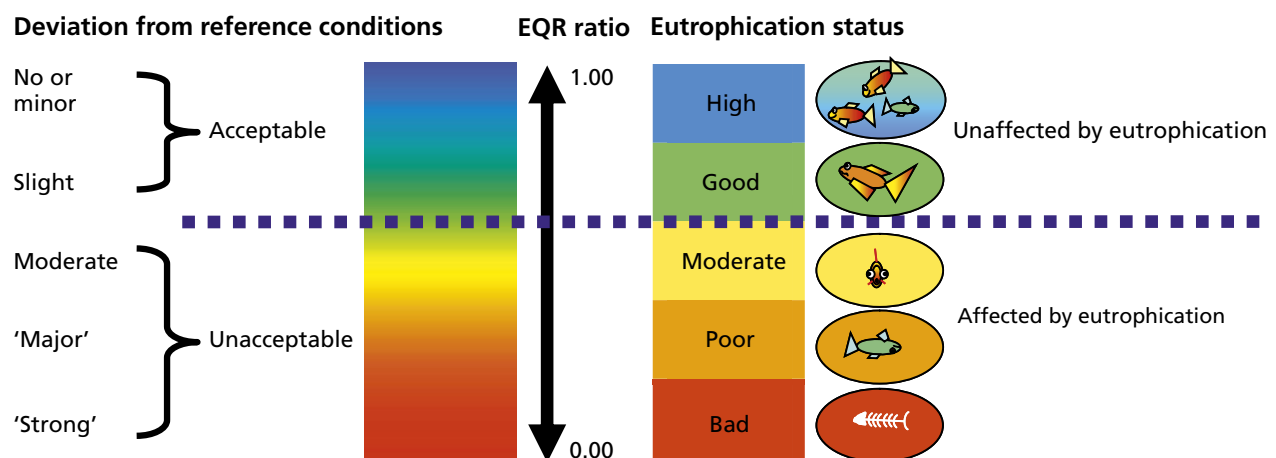 Deviation from reference conditions
EQR ratio
Eutrophication status
No or
minor
Acceptable
Slight
Moderate
'Major'
Unacceptable
'Strong'
1.00
0.00
High
Good
Moderate
Poor
Bad
Unaffected by eutrophication
Affected by eutrophication